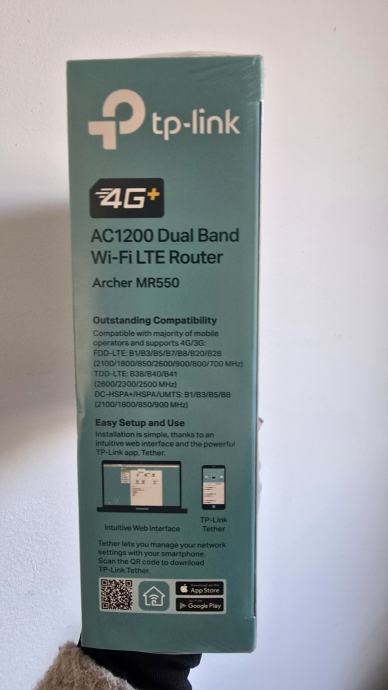 tp-link
4G+
AC1200 Dual Band
Wi-Fi LTE Router
Archer MR550
Outstanding Compatibility
Compatible with majority of mobile
operators and supports 4G/3G:
FDD-LTE: B1/B3/B5/B7/B8/B20/B28
(2100/1800/850/2600/900/800/700 MHz)
TDD-LTE: B38/B40/B41
(2600/2300/2500 MHz)
DC-HSPA+/HSPA/UMTS: B1/B3/B5/B8
(2100/1800/850/900 MHz)
Easy Setup and Use
Installation is simple, thanks to an
intuitive web interface and the powerful
TP-Link app, Tether.
Intuitive Web Interface
TP-Link
Tether
Tether lets you manage your network
settings with your smartphone.
Scan the QR code to download
TP-Link Tether.
Download on the
App Store
Google Play